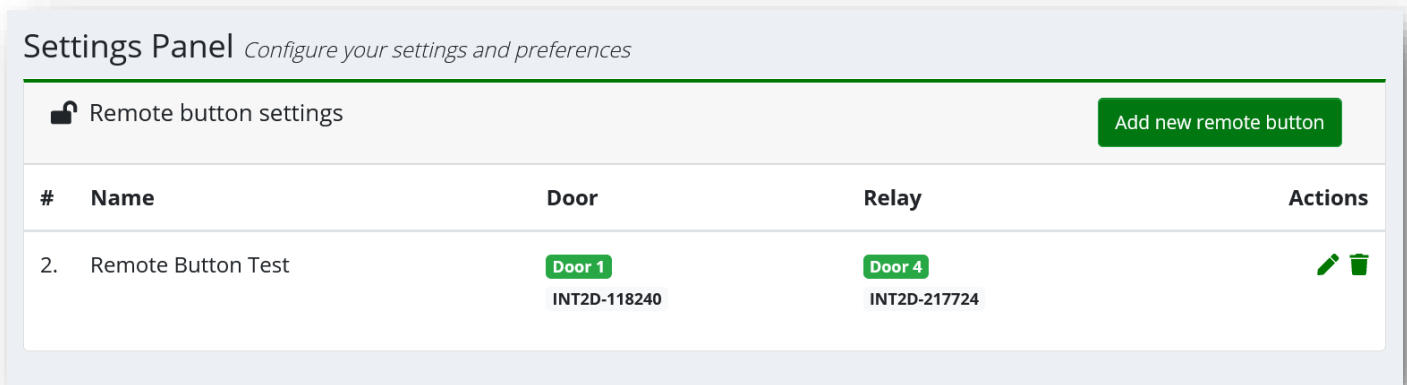 Settings Panel Configure your settings and preferences
Remote button settings
Add new remote button
# Name Door Relay Actions
2. Remote Button Test Door 1 Door 4
INT2D-118240 INT2D-217724